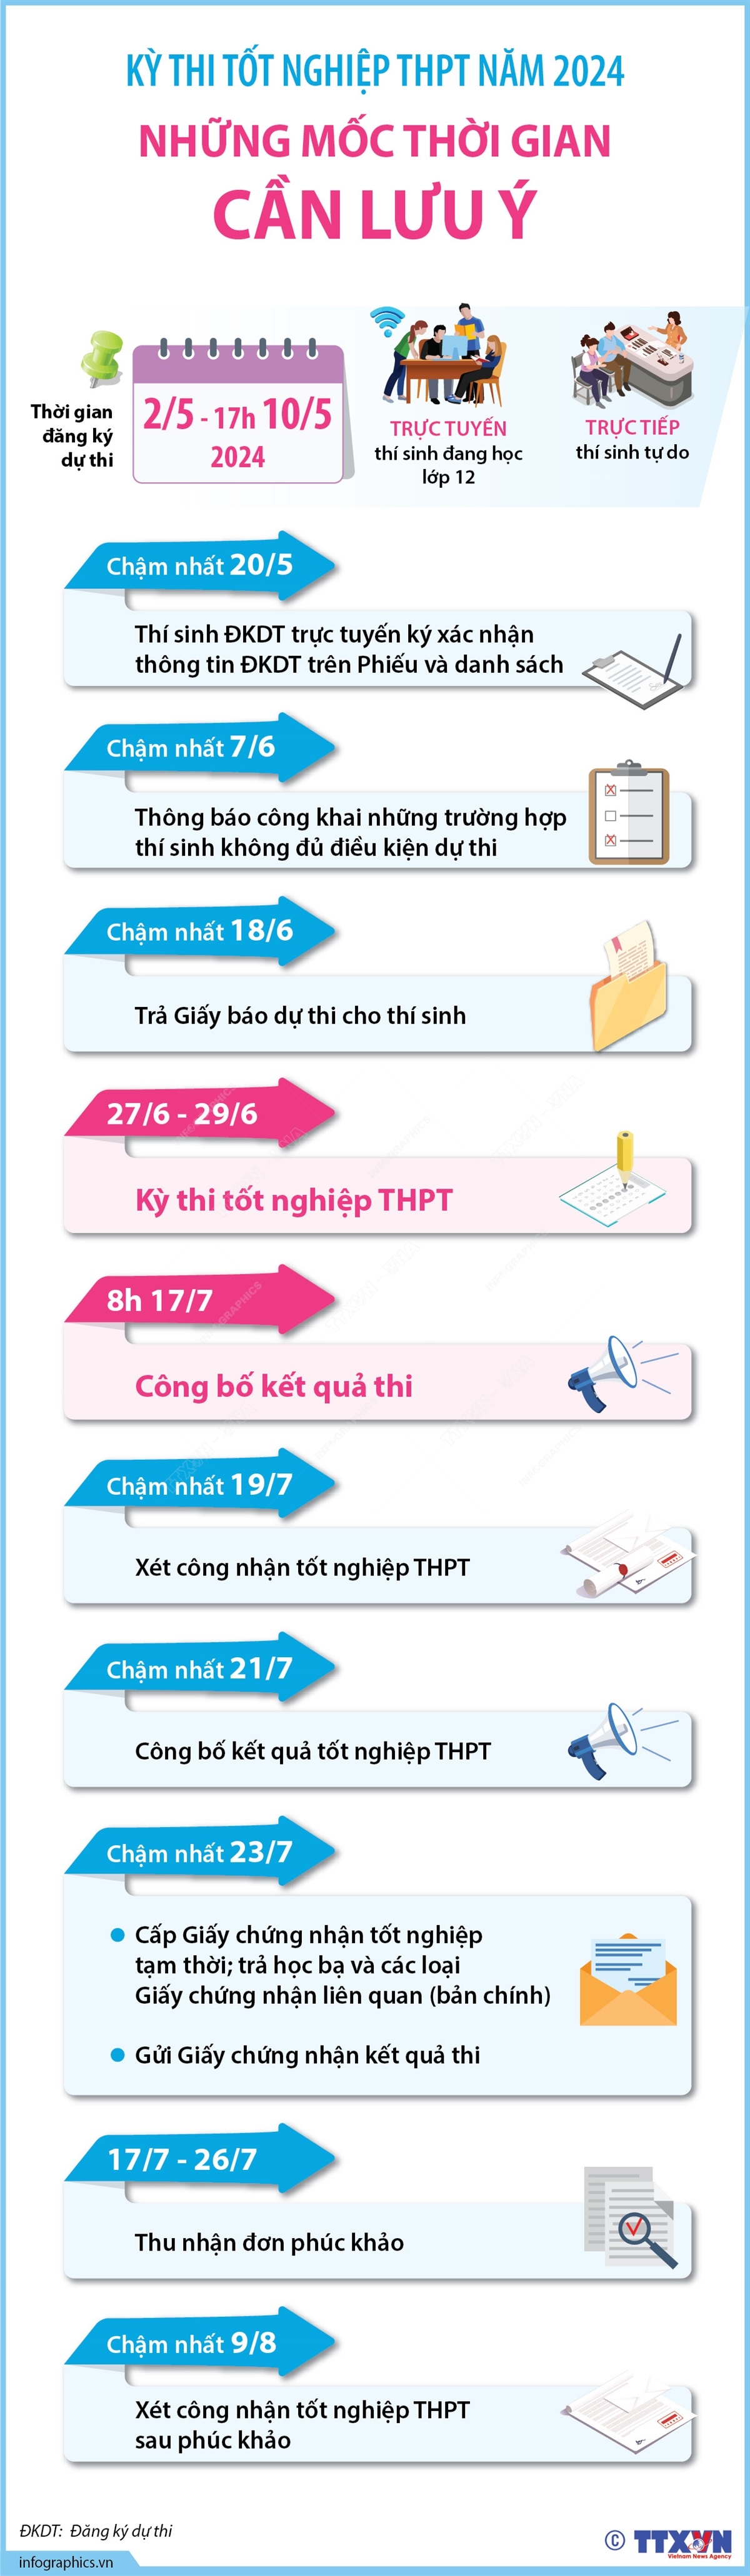 KỲ THI TỐT NGHIỆP THPT NĂM 2024
NHỮNG MỐC THỜI GIAN
CẦN LƯU Ý
Thời gian
đăng ký
dự thi
2/5 - 17h 10/5
2024
TRỰC TUYẾN
thí sinh đang học
lớp 12
TRỰC TIẾP
thí sinh tự do
Chậm nhất 20/5
Thí sinh ĐKDT trực tuyến ký xác nhận
thông tin ĐKDT trên Phiếu và danh sách
Chậm nhất 7/6
Thông báo công khai những trường hợp
thí sinh không đủ điều kiện dự thi
Chậm nhất 18/6
Trả Giấy báo dự thi cho thí sinh
27/6 - 29/6
Kỳ thi tốt nghiệp THPT
8h 17/7
Công bố kết quả thi
Chậm nhất 19/7
Xét công nhận tốt nghiệp THPT
Chậm nhất 21/7
Công bố kết quả tốt nghiệp THPT
Chậm nhất 23/7
Cấp Giấy chứng nhận tốt nghiệp
tạm thời; trả học bạ và các loại
Giấy chứng nhận liên quan (bản chính)
Gửi Giấy chứng nhận kết quả thi
17/7 - 26/7
Thu nhận đơn phúc khảo
Chậm nhất 9/8
Xét công nhận tốt nghiệp THPT
sau phúc khảo
ĐKDT: Đăng ký dự thi
infographics.vn
© TTXVN
Vietnam News Agency